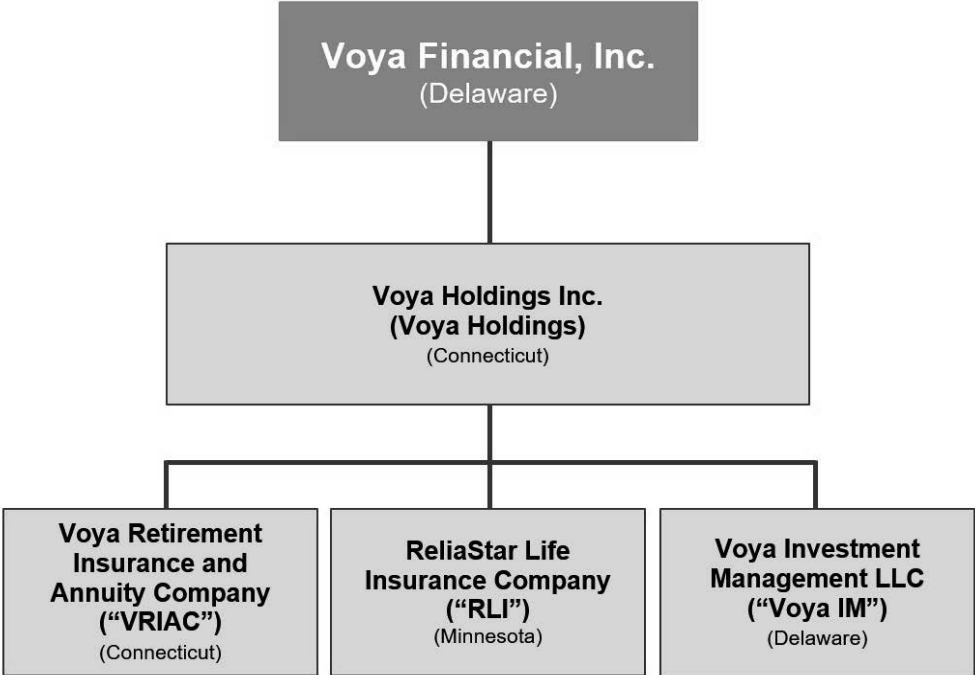 Voya Financial, Inc.
(Delaware)
Voya Holdings Inc.
(Voya Holdings)
(Connecticut)
Voya Retirement
Insurance and
Annuity Company
(“VRIAC”)
(Connecticut)
ReliaStar Life
Insurance Company
(“RLI”)
(Minnesota)
Voya Investment
Management LLC
(“Voya IM”)
(Delaware)